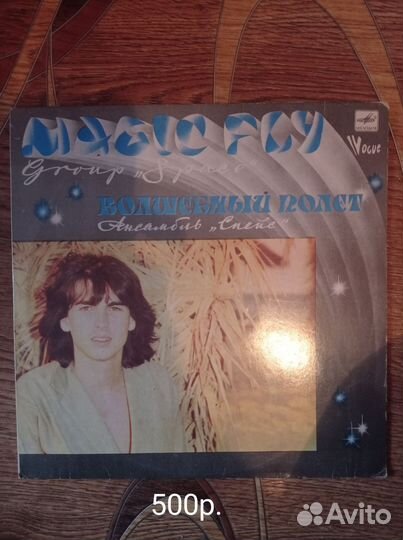 MAGIC FLY
Group „Space“
Vogue
ВОЛШЕБНЫЙ ПОЛЕТ
Ансамбль „Спейс“
500р.
Avito